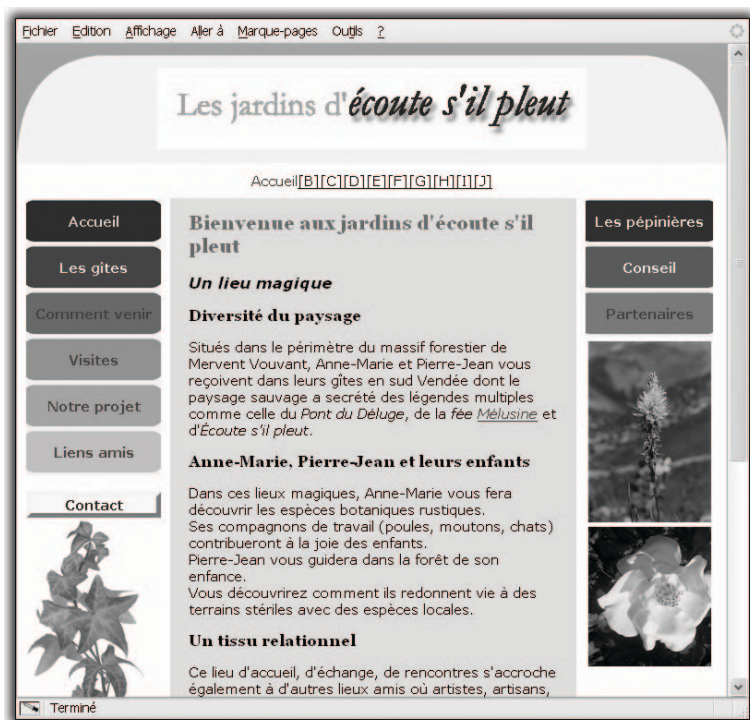 Fichier Edition Affichage Aller à Marque-pages Outils ?
Les jardins d'écoute s'il pleut
Accueil[B][C][D][E][F][G][H][I][J]
Accueil
Les gîtes
Comment venir
Visites
Notre projet
Liens amis
Contact
Bienvenue aux jardins d'écoute s'il
pleut
Un lieu magique
Diversité du paysage
Situés dans le périmètre du massif forestier de
Mervent Vouvant, Anne-Marie et Pierre-Jean vous
reçoivent dans leurs gîtes en sud Vendée dont le
paysage sauvage a secrété des légendes multiples
comme celle du Pont du Déluge, de la fée Mélusine et
d'Écoute s'il pleut.
Anne-Marie, Pierre-Jean et leurs enfants
Dans ces lieux magiques, Anne-Marie vous fera
découvrir les espèces botaniques rustiques.
Ses compagnons de travail (poules, moutons, chats)
contribueront à la joie des enfants.
Pierre-Jean vous guidera dans la forêt de son
enfance.
Vous découvrirez comment ils redonnent vie à des
terrains stériles avec des espèces locales.
Un tissu relationnel
Ce lieu d'accueil, d'échange, de rencontres s'accroche
également à d'autres lieux amis où artistes, artisans,
Les pépinières
Conseil
Partenaires
Terminé